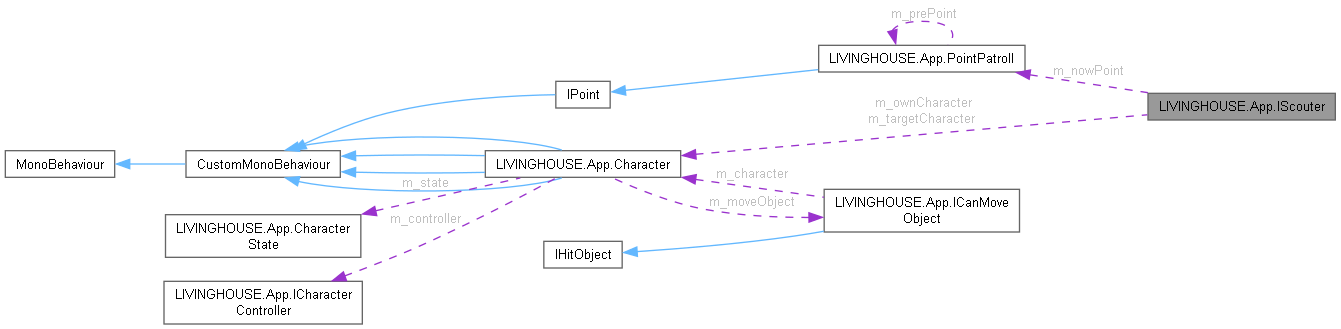 m_prePoint
LIVINGHOUSE.App.PointPatroll
m_nowPoint
IPoint
LIVINGHOUSE.App.IScouter
m_ownCharacter
m_targetCharacter
MonoBehaviour
CustomMonoBehaviour
LIVINGHOUSE.App.Character
m_character
m_state
m_moveObject
LIVINGHOUSE.App.ICanMove
Object
m_controller
LIVINGHOUSE.App.Character
State
IHitObject
LIVINGHOUSE.App.ICharacter
Controller